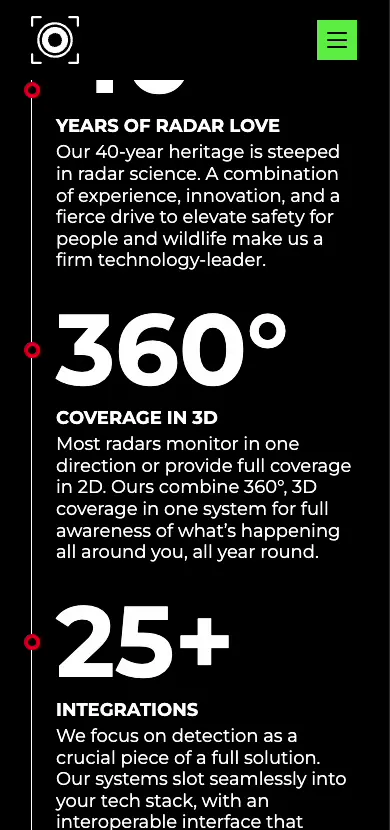 YEARS OF RADAR LOVE
Our 40-year heritage is steeped
in radar science. A combination
of experience, innovation, and a
fierce drive to elevate safety for
people and wildlife make us a
firm technology-leader.
360°
COVERAGE IN 3D
Most radars monitor in one
direction or provide full coverage
in 2D. Ours combine 360°, 3D
coverage in one system for full
awareness of what’s happening
all around you, all year round.
25+
INTEGRATIONS
We focus on detection as a
crucial piece of a full solution.
Our systems slot seamlessly into
your tech stack, with an
interoperable interface that